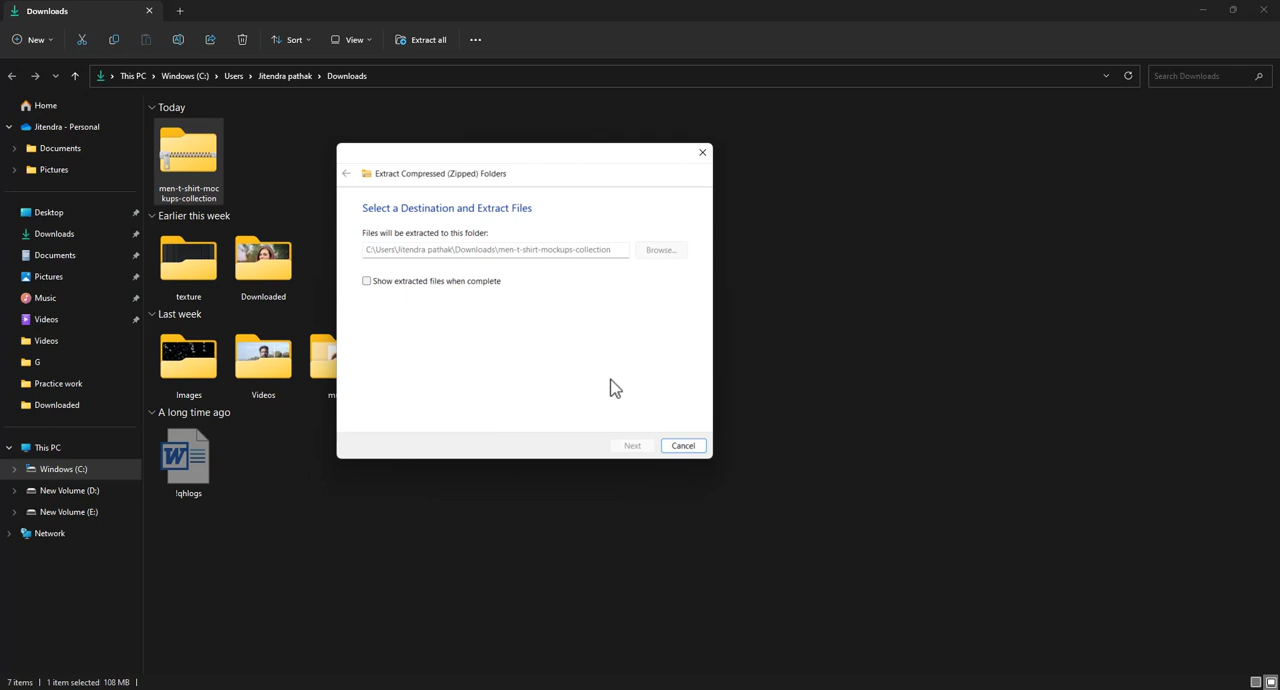 Downloads
New
Sort
View
Extract all
This PC
Windows (C:)
Users
Jitendra pathak
Downloads
Search Downloads
Home
Jitendra - Personal
Documents
Pictures
Desktop
Downloads
Documents
Pictures
Music
Videos
Videos
G
Practice work
Downloaded
This PC
Windows (C:)
New Volume (D:)
New Volume (E:)
Network
Today
men-t-shirt-moc
kups-collection
Earlier this week
texture
Downloaded
Last week
Images
Videos
A long time ago
!qhlogs
Extract Compressed (Zipped) Folders
Select a Destination and Extract Files
Files will be extracted to this folder:
C:\Users\Jitendra pathak\Downloads\men-t-shirt-mockups-collection
Browse...
Show extracted files when complete
Next
Cancel
7 items
1 item selected 108 MB